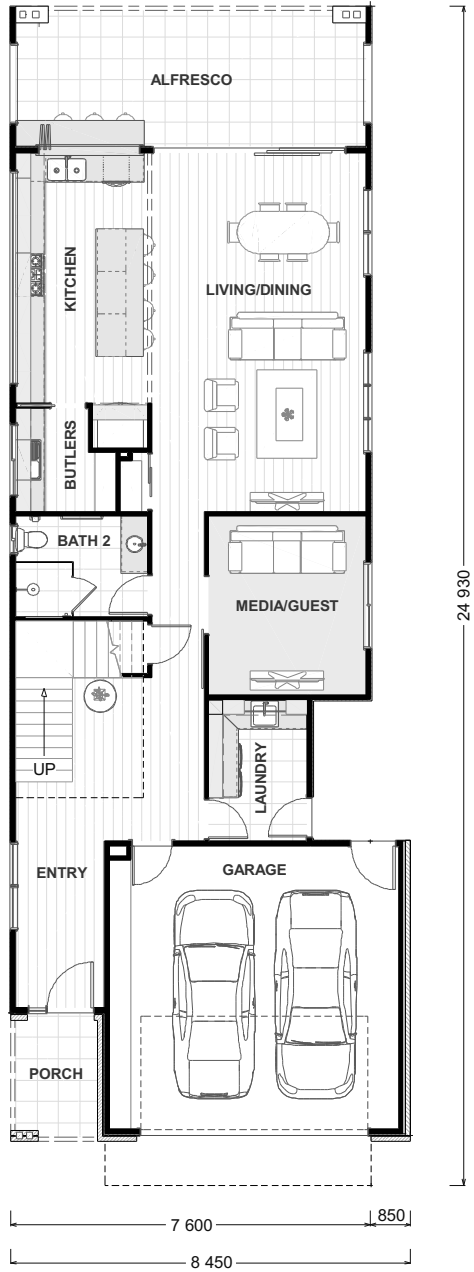 ALFRESCO
KITCHEN
LIVING/DINING
BUTLERS
BATH 2
MEDIA/GUEST
24 930
UP
LAUNDRY
ENTRY
GARAGE
PORCH
7 600
850
8 450